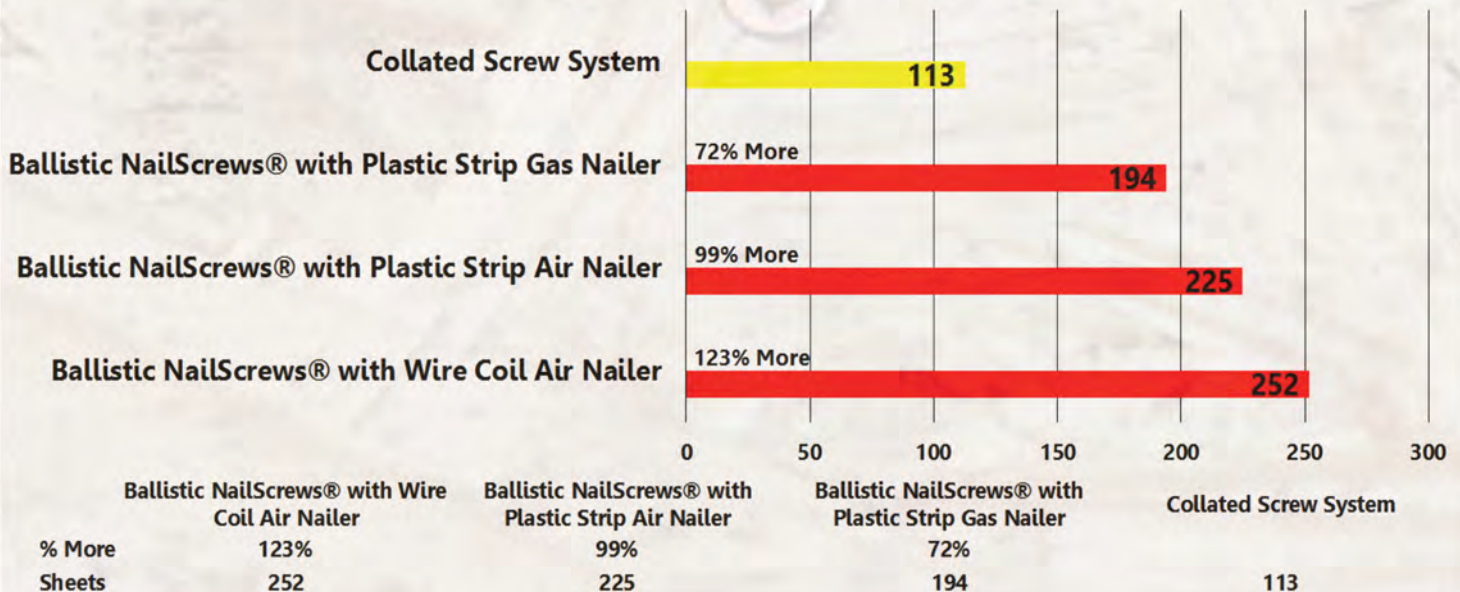 Collated Screw System
113
72% More
Ballistic NailScrews® with Plastic Strip Gas Nailer
194
99% More
Ballistic NailScrews® with Plastic Strip Air Nailer
225
123% More
Ballistic NailScrews® with Wire Coil Air Nailer
252
0 50 100 150 200 250 300
Ballistic NailScrews® with Wire Coil Air Nailer
Ballistic NailScrews® with Plastic Strip Air Nailer
Ballistic NailScrews® with Plastic Strip Gas Nailer
Collated Screw System
% More 123% 99% 72%
Sheets 252 225 194 113